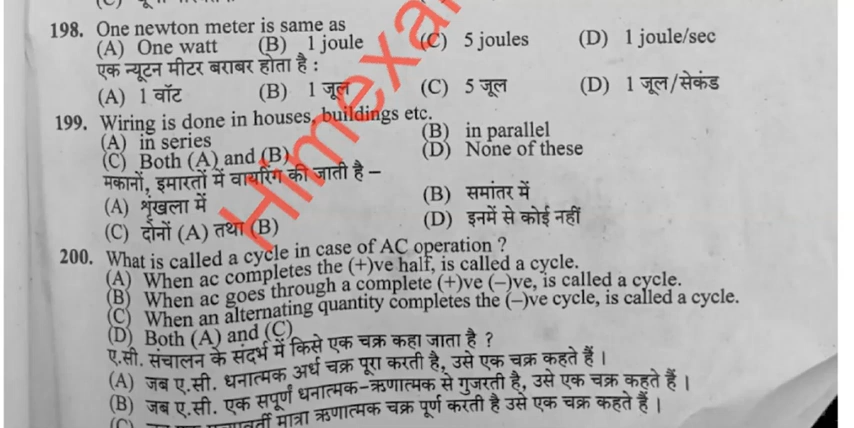 198. One newton meter is same as
(A) One watt (B) 1 joule (C) 5 joules (D) 1 joule/sec
एक न्यूटन मीटर बराबर होता है :
(A) 1 वॉट (B) 1 जूल (C) 5 जूल (D) 1 जूल/सेकंड
199. Wiring is done in houses, buildings etc.
(A) in series (B) in parallel
(C) Both (A) and (B) (D) None of these
मकानों, इमारतों में वायरिंग की जाती है –
(A) श्रृंखला में (B) समांतर में
(C) दोनों (A) तथा (B) (D) इनमें से कोई नहीं
200. What is called a cycle in case of AC operation ?
(A) When ac completes the (+)ve half, is called a cycle.
(B) When ac goes through a complete (+)ve (–)ve, is called a cycle.
(C) When an alternating quantity completes the (–)ve cycle, is called a cycle.
(D) Both (A) and (C)
ए.सी. संचालन के संदर्भ में किसे एक चक्र कहा जाता है ?
(A) जब ए.सी. धनात्मक अर्ध चक्र पूरा करती है, उसे एक चक्र कहते हैं ।
(B) जब ए.सी. एक सपूर्ण धनात्मक–ऋणात्मक से गुजरती है, उसे एक चक्र कहते हैं ।
मात्रा ऋणात्मक चक्र पूर्ण करती है उसे एक चक्र कहते हैं ।
Himexa